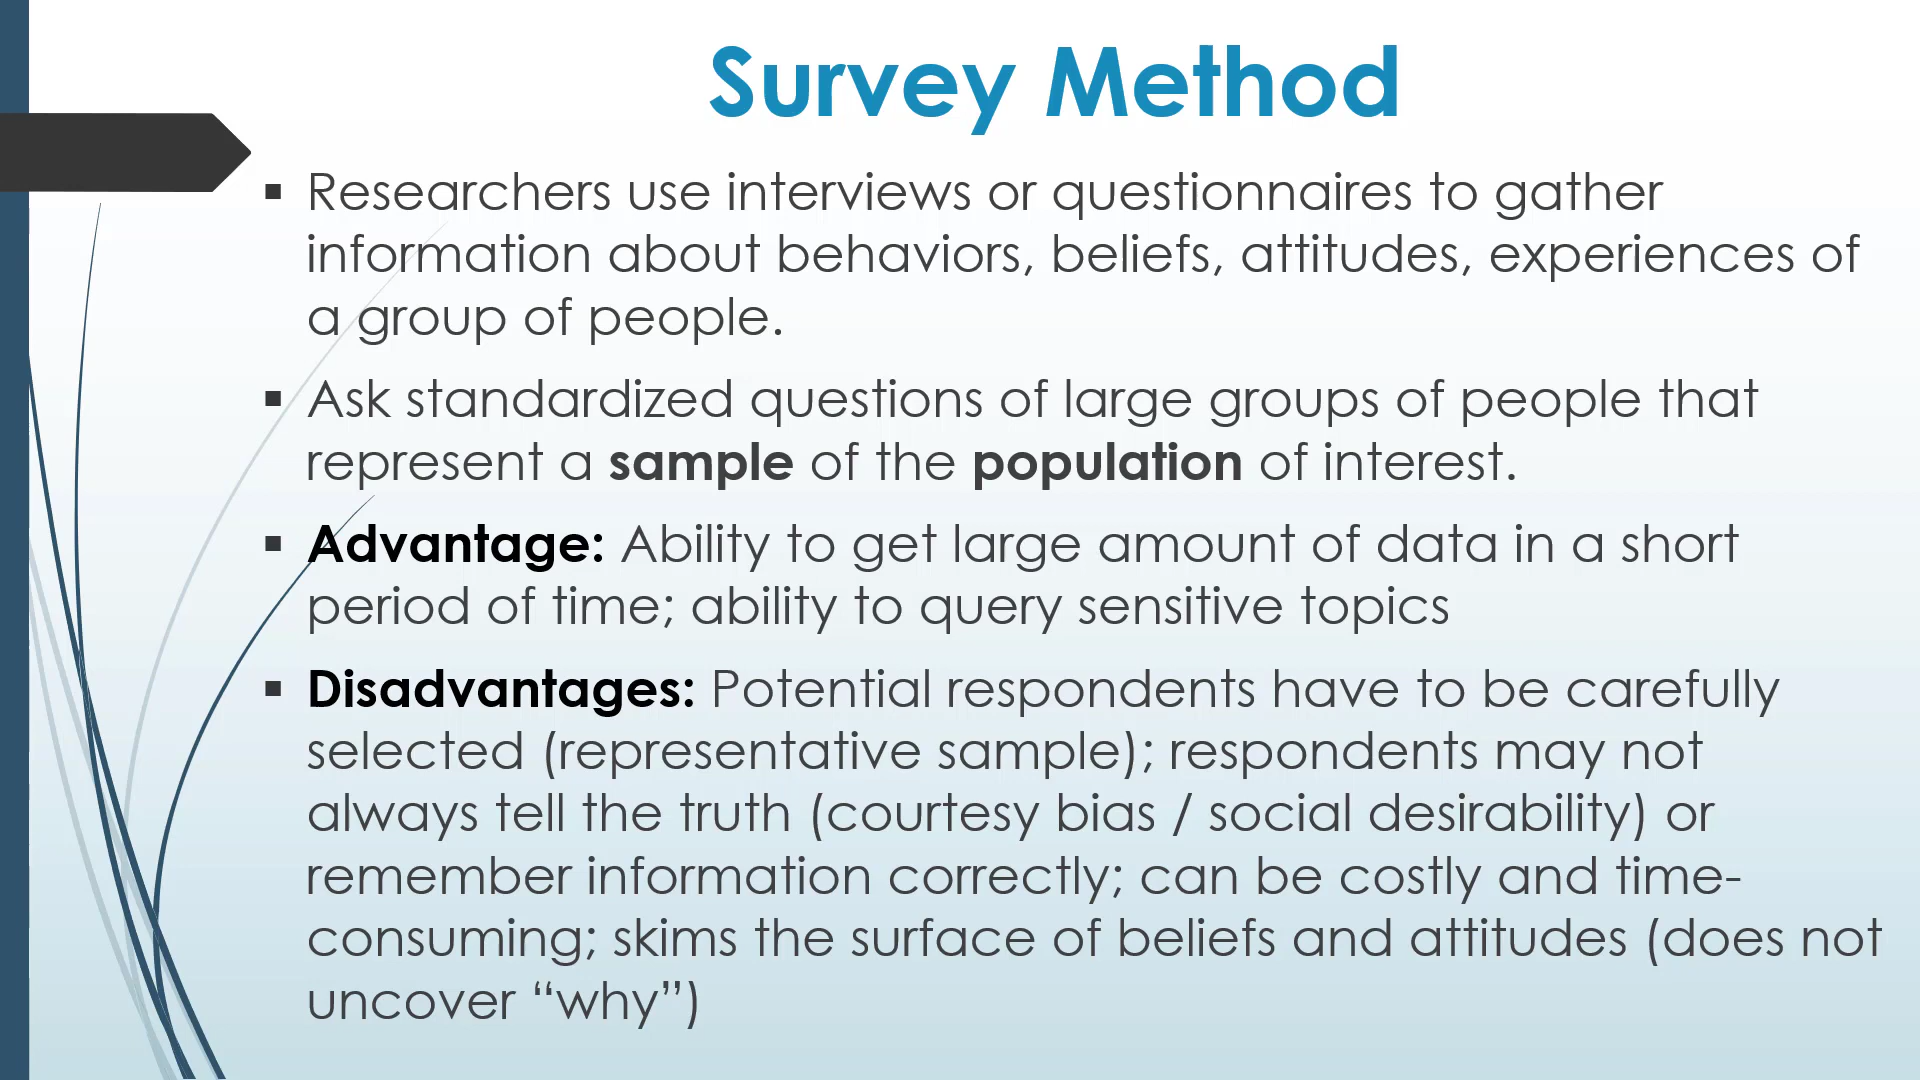 Survey Method
▪ Researchers use interviews or questionnaires to gather
information about behaviors, beliefs, attitudes, experiences of
a group of people.
▪ Ask standardized questions of large groups of people that
represent a sample of the population of interest.
▪ Advantage: Ability to get large amount of data in a short
period of time; ability to query sensitive topics
▪ Disadvantages: Potential respondents have to be carefully
selected (representative sample); respondents may not
always tell the truth (courtesy bias / social desirability) or
remember information correctly; can be costly and time-
consuming; skims the surface of beliefs and attitudes (does not
uncover “why”)